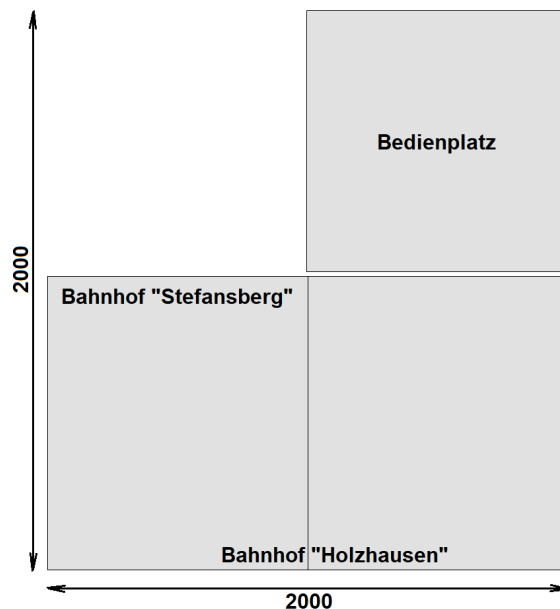 Bedienplatz
2000
Bahnhof "Stefansberg"
Bahnhof "Holzhausen"
2000